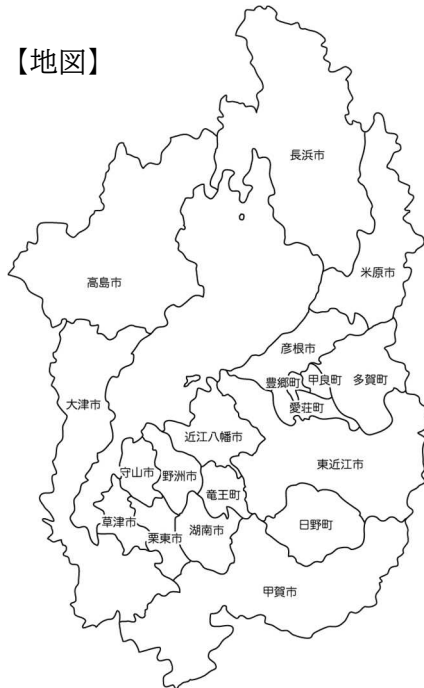 【地図】
長浜市
米原市
高島市
彦根市
豊郷町
甲良町
多賀町
愛荘町
大津市
近江八幡市
東近江市
守山市
野洲市
竜王町
草津市
栗東市
湖南市
日野町
甲賀市